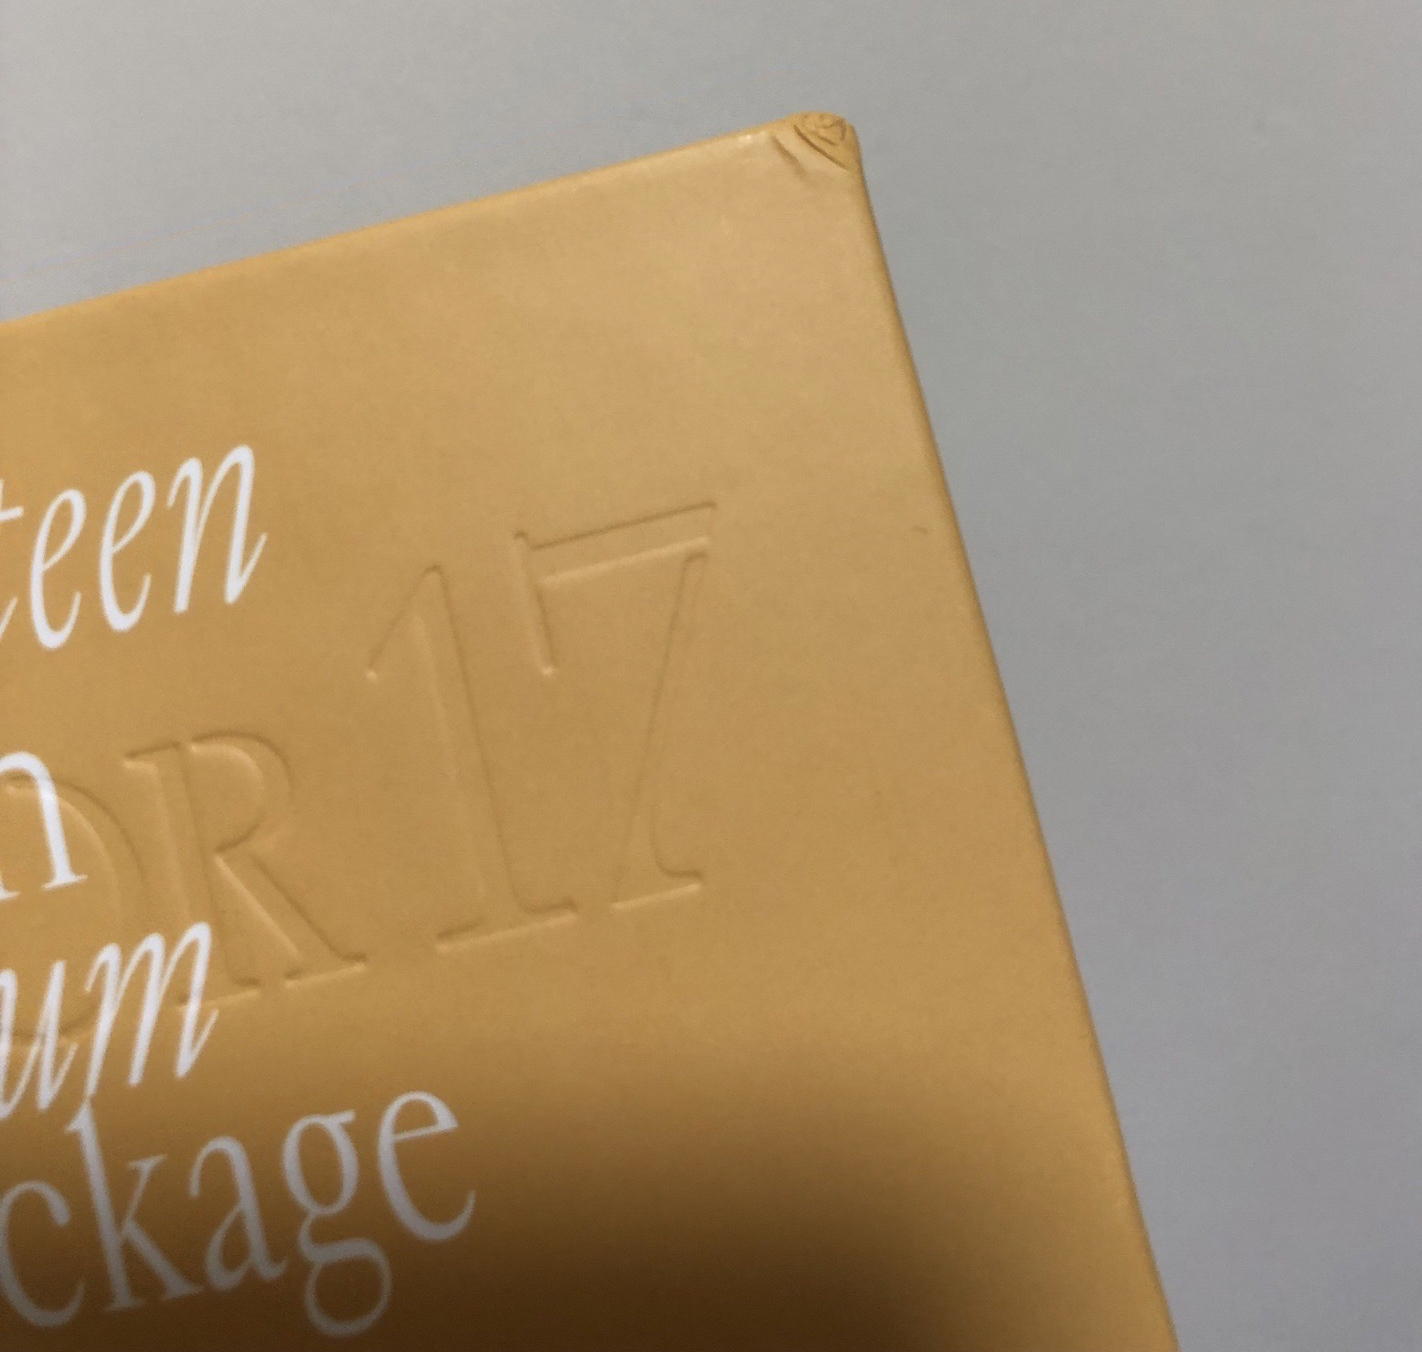 teen
n
OR 17
um
ckage